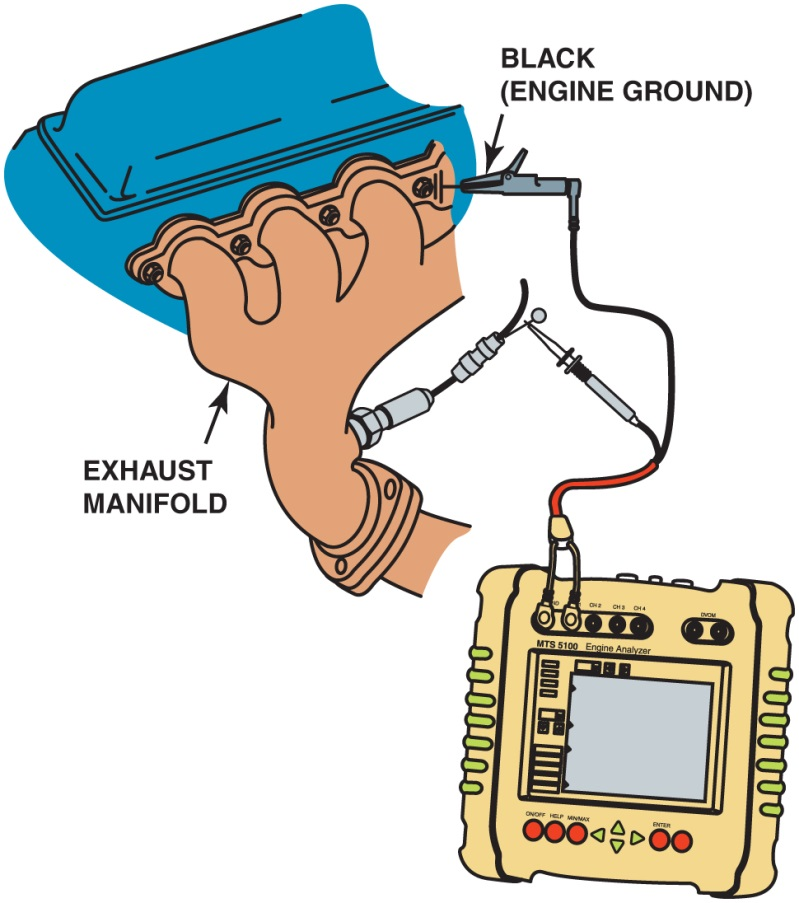 BLACK
(ENGINE GROUND)
EXHAUST
MANIFOLD
CH 2 CH 3 CH 4
DVOM
MTS 5100 Engine Analyzer
ON/OFF HELP MIN/MAX
ENTER